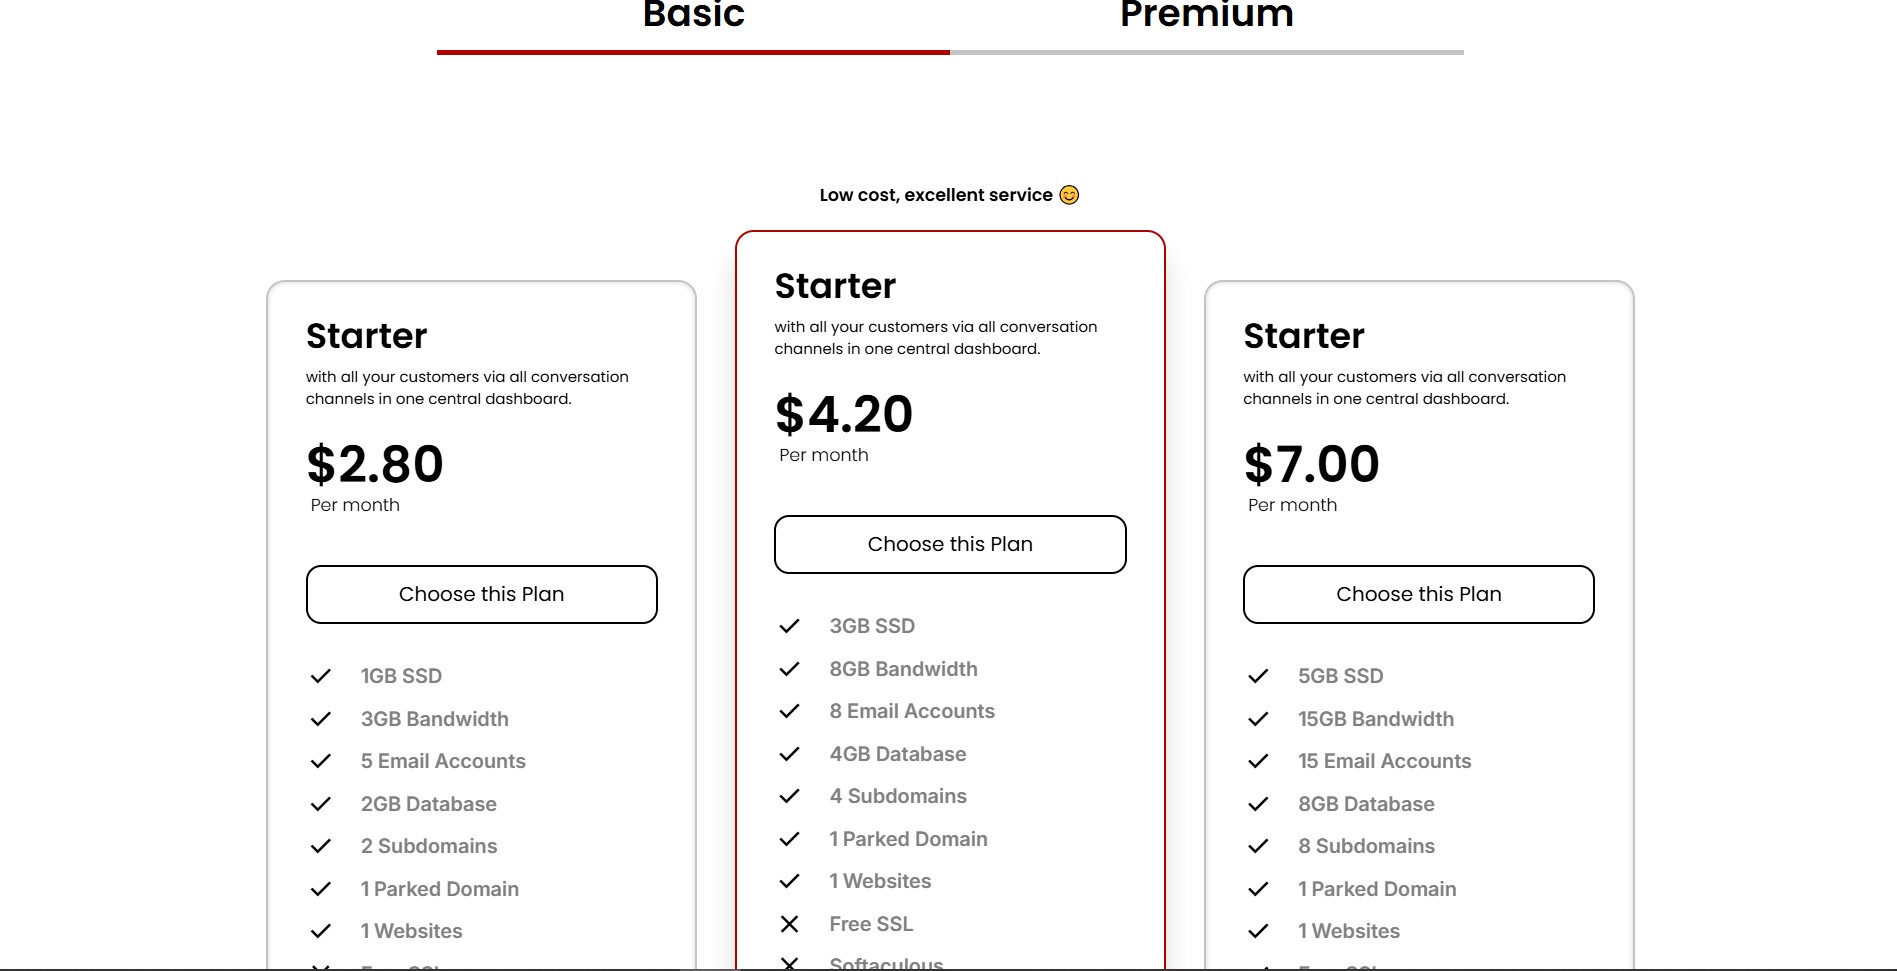 Basic
Premium
Low cost, excellent service 😊
Starter
with all your customers via all conversation
channels in one central dashboard.
$2.80
Per month
Choose this Plan
1GB SSD
3GB Bandwidth
5 Email Accounts
2GB Database
2 Subdomains
1 Parked Domain
1 Websites
Free SSL
Starter
with all your customers via all conversation
channels in one central dashboard.
$4.20
Per month
Choose this Plan
3GB SSD
8GB Bandwidth
8 Email Accounts
4GB Database
4 Subdomains
1 Parked Domain
1 Websites
Free SSL
Softaculous
Starter
with all your customers via all conversation
channels in one central dashboard.
$7.00
Per month
Choose this Plan
5GB SSD
15GB Bandwidth
15 Email Accounts
8GB Database
8 Subdomains
1 Parked Domain
1 Websites
Free SSL